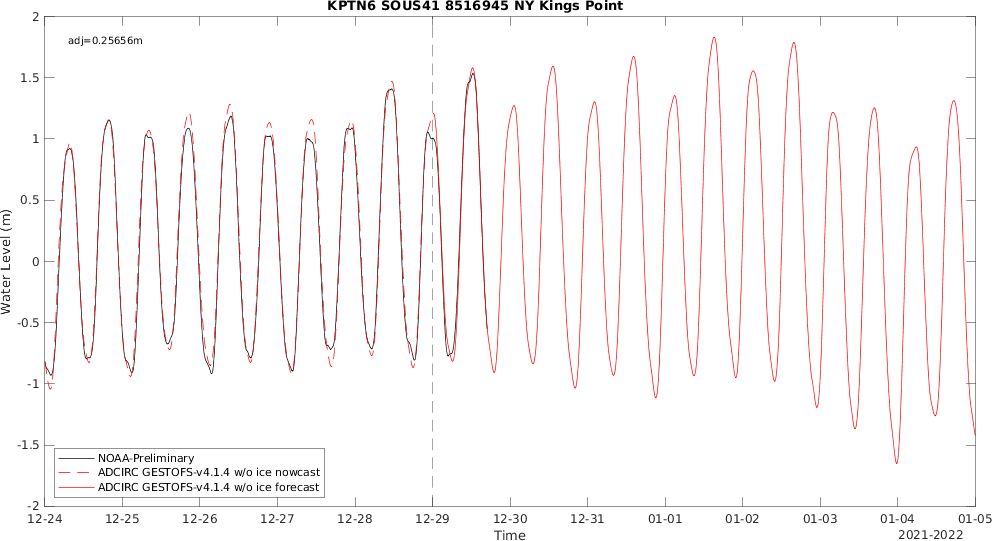 KPTN6 SOUS41 8516945 NY Kings Point
adj=0.25656m
2
1.5
1
0.5
0
-0.5
-1
-1.5
-2
Water Level (m)
NOAA-Preliminary
ADCIRC GESTOFS-v4.1.4 w/o ice nowcast
ADCIRC GESTOFS-v4.1.4 w/o ice forecast
12-24 12-25 12-26 12-27 12-28 12-29 12-30 12-31 01-01 01-02 01-03 01-04 01-05
Time
2021-2022